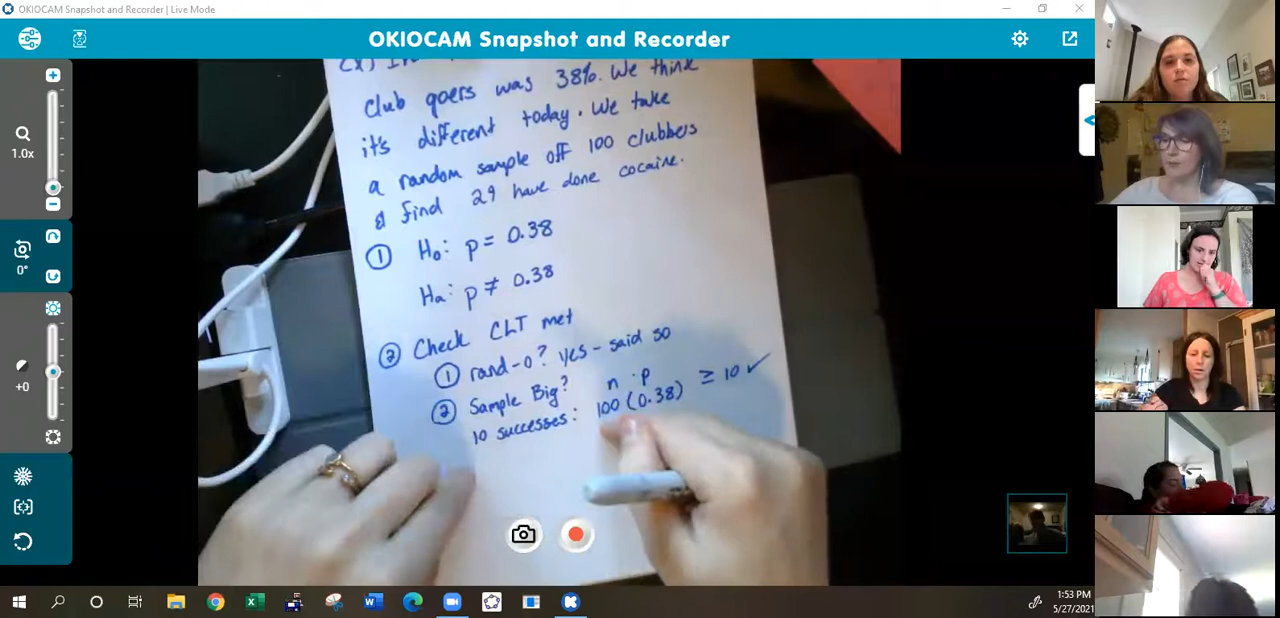 OKIOCAM Snapshot and Recorder | Live Mode
OKIOCAM Snapshot and Recorder
1.0x
0°
+0
club goers was 38%. We think
it's different today. We take
a random sample off 100 clubbers
& find 29 have done cocaine.
① H₀: p = 0.38
Ha: p ≠ 0.38
② Check CLT met
① rand-o? yes - said so
② Sample Big? n · p
10 successes: 100 (0.38) ≥ 10 ✓
1:53 PM
5/27/2021